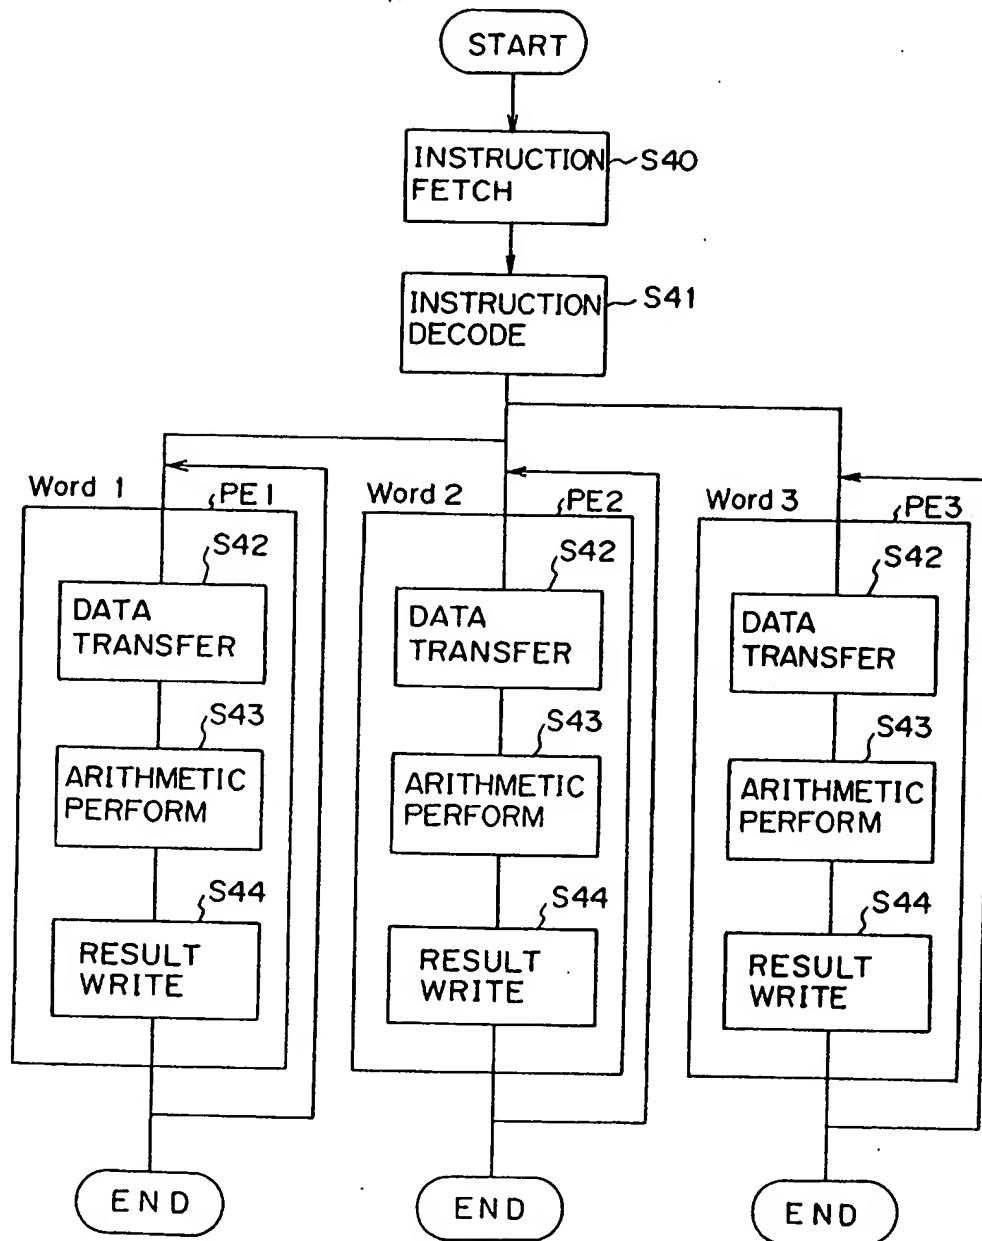 START
INSTRUCTION
FETCH
S40
INSTRUCTION
DECODE
S41
Word 1
PE1
S42
DATA
TRANSFER
S43
ARITHMETIC
PERFORM
S44
RESULT
WRITE
END
Word 2
PE2
S42
DATA
TRANSFER
S43
ARITHMETIC
PERFORM
S44
RESULT
WRITE
END
Word 3
PE3
S42
DATA
TRANSFER
S43
ARITHMETIC
PERFORM
S44
RESULT
WRITE
END